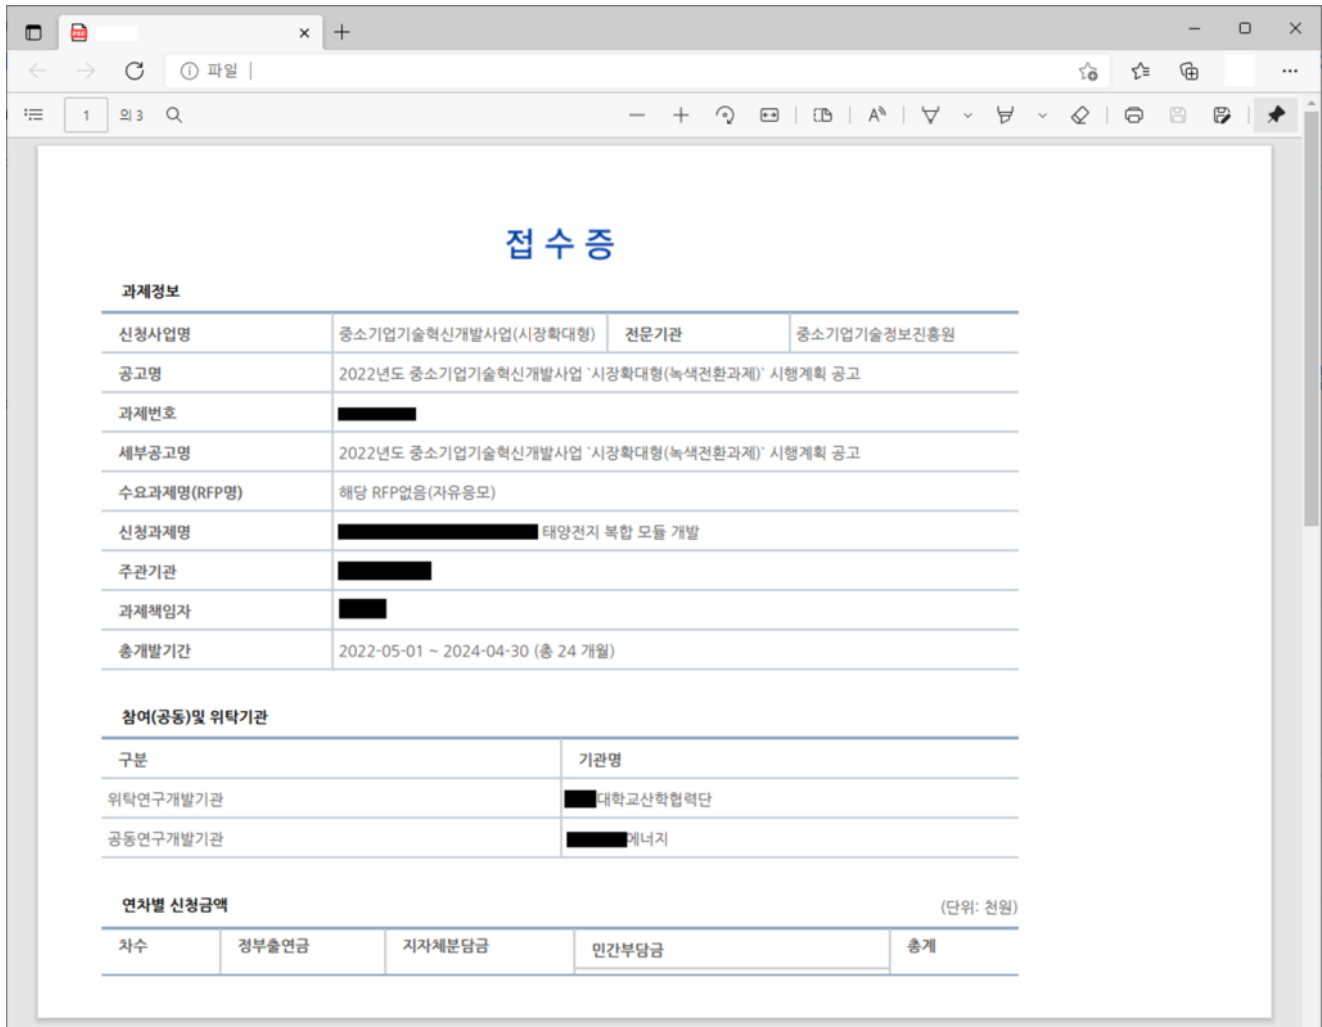 PDF
파일
1 의 3
접 수 증
과제정보
신청사업명 중소기업기술혁신개발사업(시장확대형) 전문기관 중소기업기술정보진흥원
공고명 2022년도 중소기업기술혁신개발사업 `시장확대형(녹색전환과제)` 시행계획 공고
과제번호
세부공고명 2022년도 중소기업기술혁신개발사업 `시장확대형(녹색전환과제)` 시행계획 공고
수요과제명(RFP명) 해당 RFP없음(자유응모)
신청과제명 태양전지 복합 모듈 개발
주관기관
과제책임자
총개발기간 2022-05-01 ~ 2024-04-30 (총 24 개월)
참여(공동)및 위탁기관
구분 기관명
위탁연구개발기관 대학교산학협력단
공동연구개발기관 에너지
연차별 신청금액 (단위: 천원)
차수 정부출연금 지자체분담금 민간부담금 총계